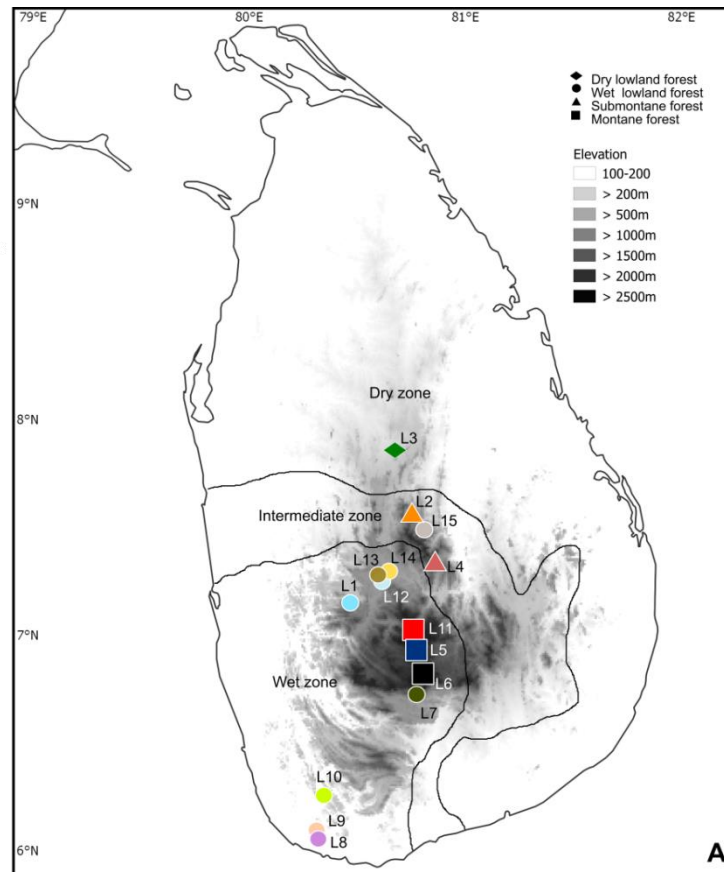 79°E
80°E
81°E
82°E
Dry lowland forest
Wet lowland forest
Submontane forest
Montane forest
Elevation
100-200
> 200m
> 500m
> 1000m
> 1500m
> 2000m
> 2500m
9°N
8°N
Dry zone
L3
L2
Intermediate zone
L15
L13
L14
L4
L1
L12
7°N
L11
L5
Wet zone
L6
L7
L10
L9
L8
6°N
A